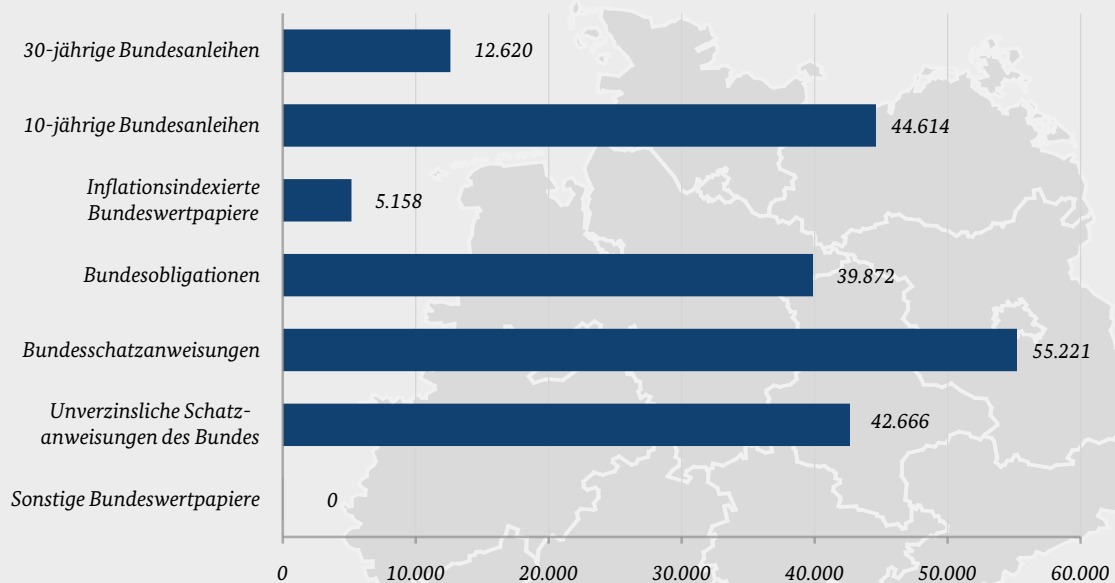 30-jährige Bundesanleihen
12.620
10-jährige Bundesanleihen
44.614
Inflationsindexierte
Bundeswertpapiere
5.158
Bundesobligationen
39.872
Bundesschatzanweisungen
55.221
Unverzinsliche Schatz-
anweisungen des Bundes
42.666
Sonstige Bundeswertpapiere
0
0 10.000 20.000 30.000 40.000 50.000 60.000